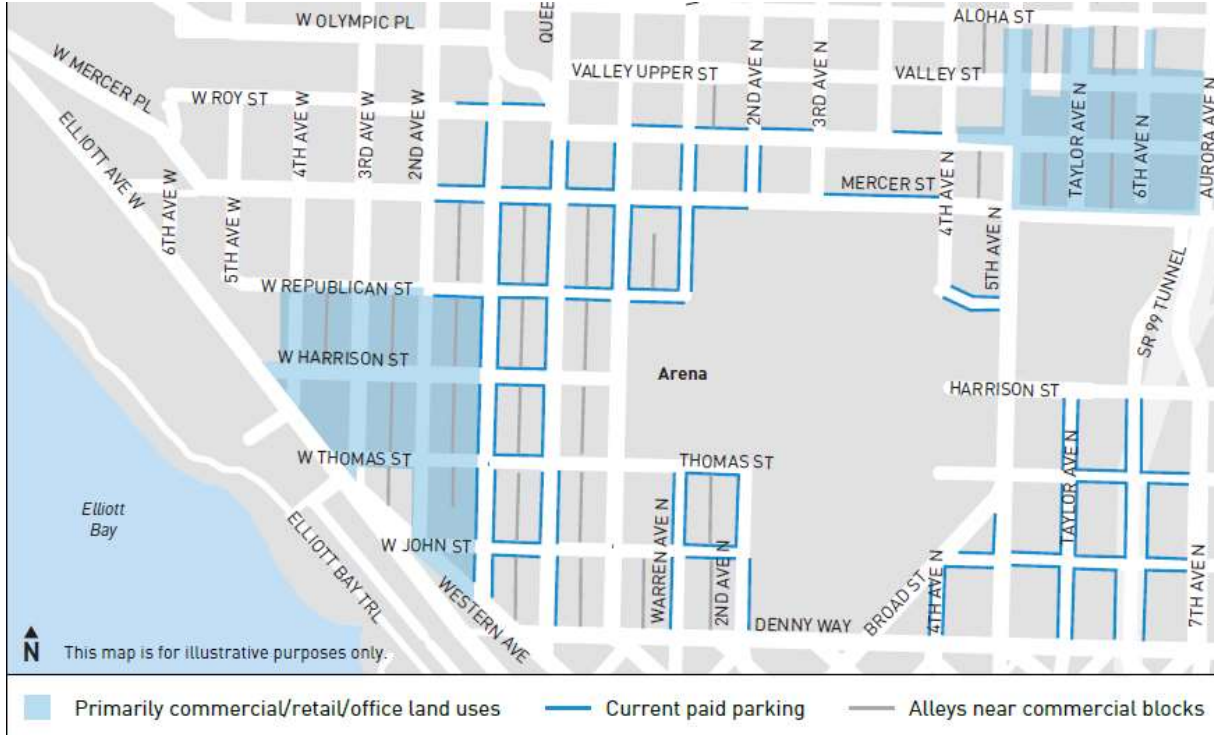 ALOHA ST
W OLYMPIC PL
QUEE
VALLEY UPPER ST
VALLEY ST
W MERCER PL
W ROY ST
2ND AVE N
3RD AVE N
TAYLOR AVE N
6TH AVE N
AURORA AVE N
ELLIOTT AVE W
4TH AVE W
3RD AVE W
2ND AVE W
MERCER ST
4TH AVE N
6TH AVE W
5TH AVE W
5TH AVE N
W REPUBLICAN ST
SR 99 TUNNEL
W HARRISON ST
Arena
HARRISON ST
W THOMAS ST
THOMAS ST
TAYLOR AVE N
Elliott
Bay
ELLIOTT BAY TRL
W JOHN ST
WARREN AVE N
2ND AVE N
WESTERN AVE
DENNY WAY
BROAD ST
4TH AVE N
7TH AVE N
N
This map is for illustrative purposes only.
Primarily commercial/retail/office land uses
Current paid parking
Alleys near commercial blocks